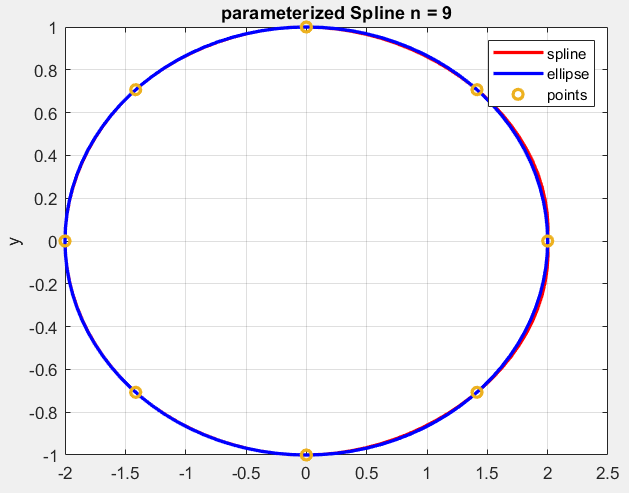 parameterized Spline n = 9
spline
ellipse
points
1
0.8
0.6
0.4
0.2
0
-0.2
-0.4
-0.6
-0.8
-1
y
-2 -1.5 -1 -0.5 0 0.5 1 1.5 2 2.5